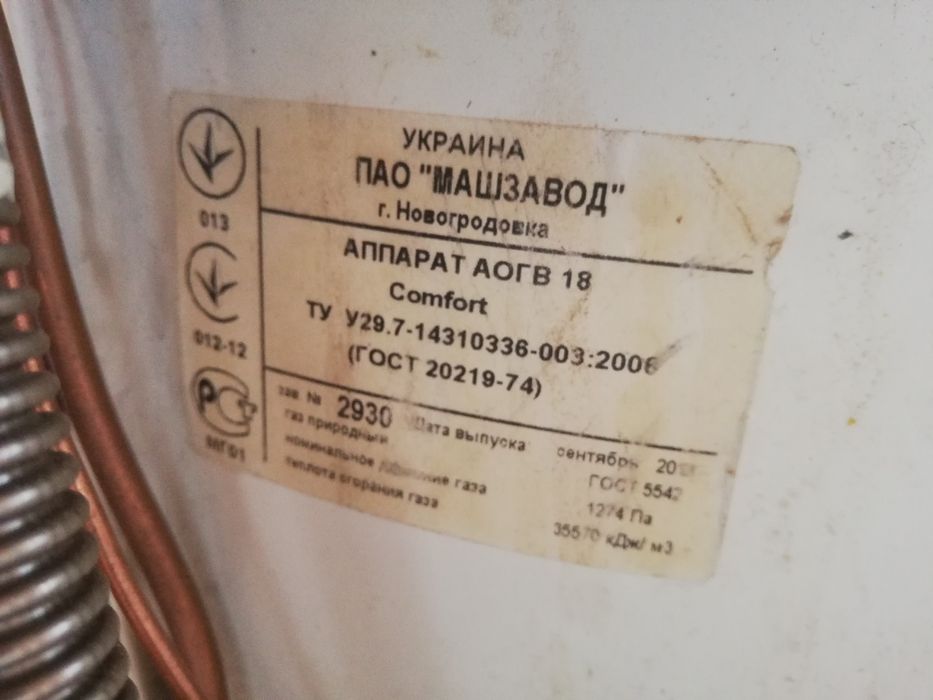 УКРАИНА
ПАО "МАШЗАВОД"
г. Новогродовка
013
АППАРАТ АОГВ 18
Comfort
ТУ У29.7-14310336-003:2006
(ГОСТ 20219-74)
012-12
зав № 2930 Дата выпуска сентябрь
газ природный ГОСТ 5542
номинальное давление газа 1274 Па
теплота сгорания газа 35570 кДж/ м3